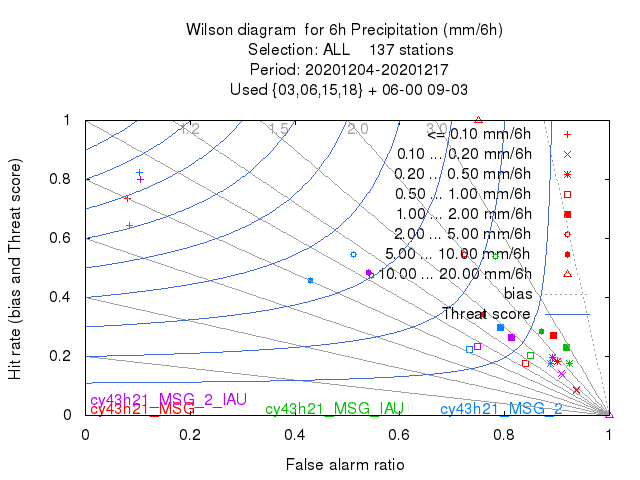 Wilson diagram  for 6h Precipitation (mm/6h)
Selection: ALL    137 stations
Period: 20201204-20201217
Used {03,06,15,18} + 06-00 09-03
1.2 1.5 2.0 3.0
<= 0.10 mm/6h
0.10 ... 0.20 mm/6h
0.20 ... 0.50 mm/6h
0.50 ... 1.00 mm/6h
1.00 ... 2.00 mm/6h
2.00 ... 5.00 mm/6h
5.00 ... 10.00 mm/6h
10.00 ... 20.00 mm/6h
bias
Threat score
1
0.8
0.6
0.4
0.2
0
Hit rate (bias and Threat score)
cy43h21_MSG_2_IAU
cy43h21_MSG cy43h21_MSG_IAU cy43h21_MSG_2
0 0.2 0.4 0.6 0.8 1
False alarm ratio